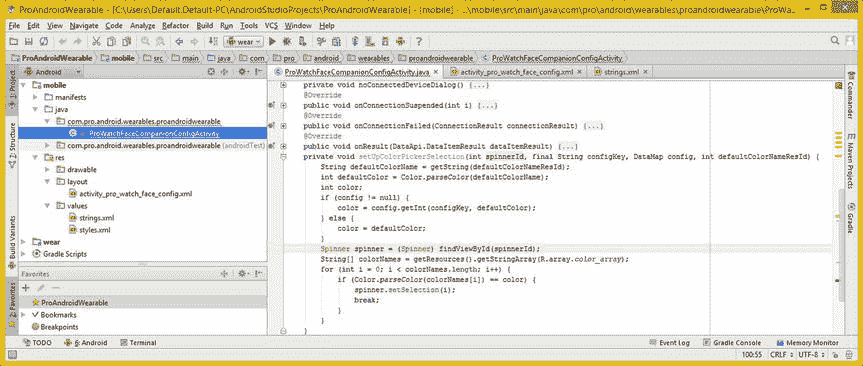 ProAndroidWearable - [C:\Users\Default.Default-PC\AndroidStudioProjects\ProAndroidWearable] - [mobile] - ...\mobile\src\main\java\com\pro\android\wearables\proandroidwearable\ProWa
File Edit View Navigate Code Analyze Refactor Build Run Tools VCS Window Help
wear
ProAndroidWearable mobile src main java com pro android wearables proandroidwearable ProWatchFaceCompanionConfigActivity
Android
ProWatchFaceCompanionConfigActivity.java activity_pro_watch_face_config.xml strings.xml
1: Project
Z: Structure
Build Variants
2: Favorites
mobile
manifests
java
com.pro.android.wearables.proandroidwearable
ProWatchFaceCompanionConfigActivity
com.pro.android.wearables.proandroidwearable (androidTest)
res
drawable
layout
activity_pro_watch_face_config.xml
values
strings.xml
styles.xml
wear
Gradle Scripts
Favorites
ProAndroidWearable
Bookmarks
Breakpoints
private void noConnectedDeviceDialog() {...}
@Override
public void onConnectionSuspended(int i) {...}
@Override
public void onConnectionFailed(ConnectionResult connectionResult) {...}
@Override
public void onResult(DataApi.DataItemResult dataItemResult) {...}
private void setUpColorPickerSelection(int spinnerId, final String configKey, DataMap config, int defaultColorNameResId) {
String defaultColorName = getString(defaultColorNameResId);
int defaultColor = Color.parseColor(defaultColorName);
int color;
if (config != null) {
color = config.getInt(configKey, defaultColor);
} else {
color = defaultColor;
}
Spinner spinner = (Spinner) findViewById(spinnerId);
String[] colorNames = getResources().getStringArray(R.array.color_array);
for (int i = 0; i < colorNames.length; i++) {
if (Color.parseColor(colorNames[i]) == color) {
spinner.setSelection(i);
break;
}
}
}
Commander
Maven Projects
Gradle
TODO 6: Android Terminal Event Log Gradle Console Memory Monitor
100:55 CRLF UTF-8